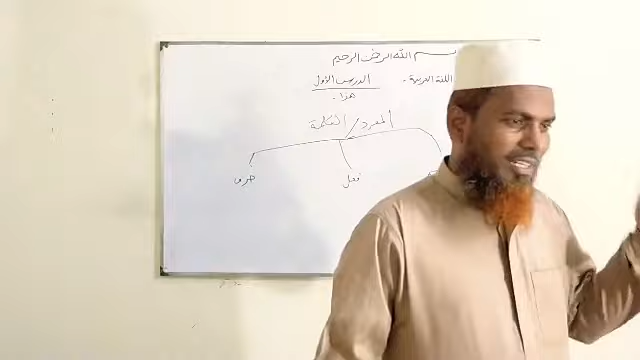 بسم الله الرحمن الرحيم
اللغة العربية .
الدرس الأول
هذا .
المفرد / الكلمة
فعل
حرف